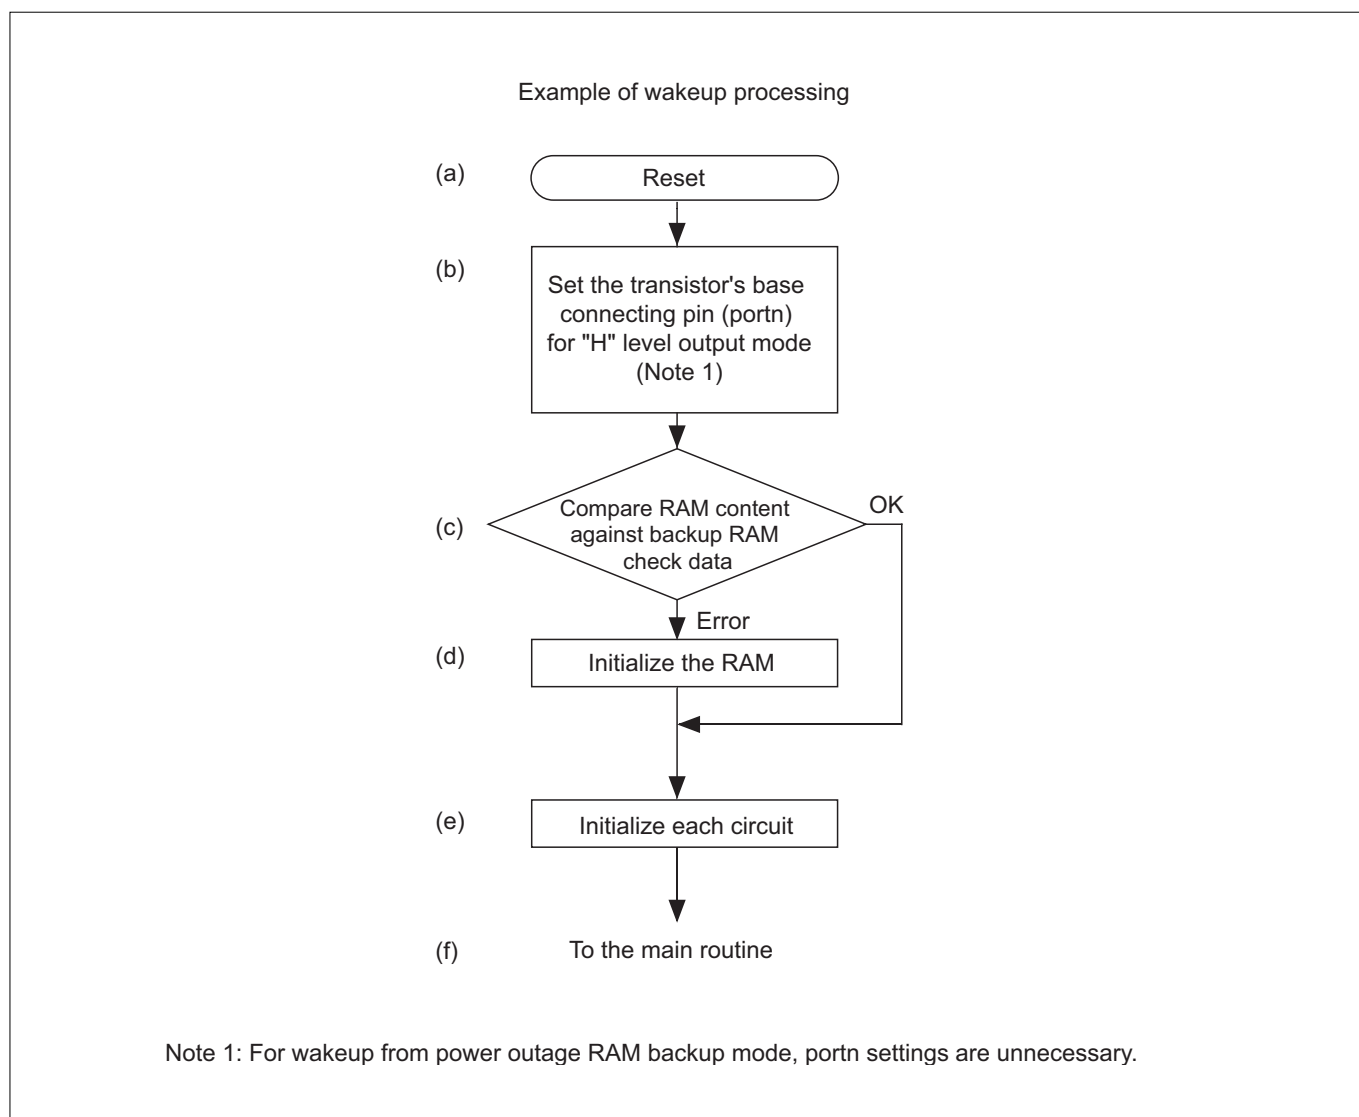 Example of wakeup processing
(a)
Reset
(b)
Set the transistor's base
connecting pin (portn)
for "H" level output mode
(Note 1)
OK
(c)
Compare RAM content
against backup RAM
check data
Error
(d)
Initialize the RAM
(e)
Initialize each circuit
(f)
To the main routine
Note 1: For wakeup from power outage RAM backup mode, portn settings are unnecessary.